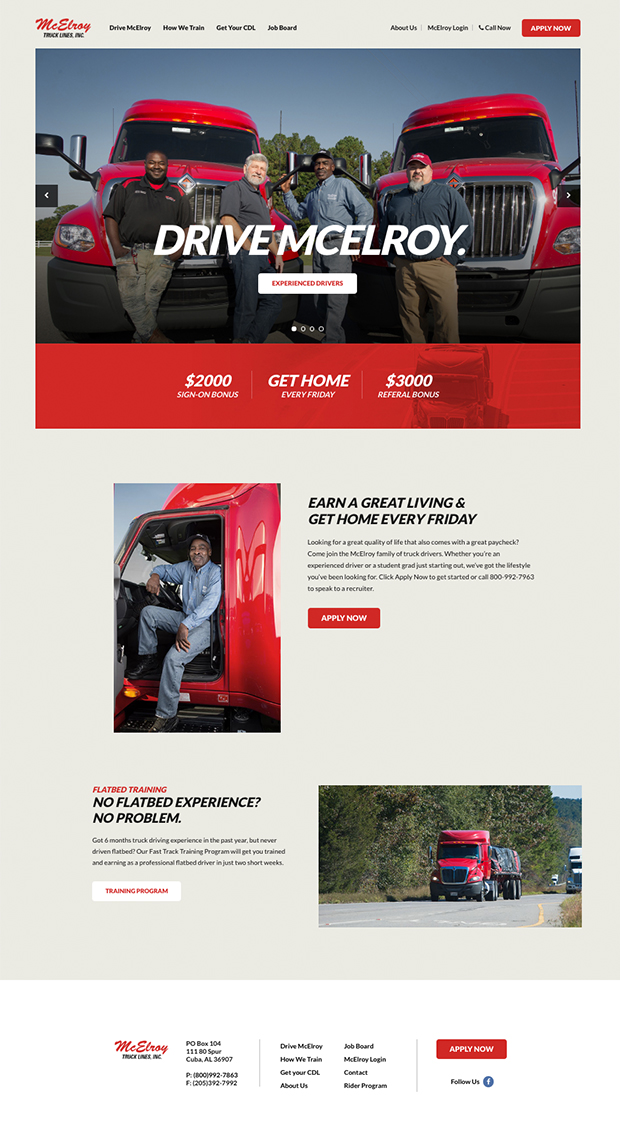 McElroy
TRUCK LINES, INC.
Drive McElroy
How We Train
Get Your CDL
Job Board
About Us
McElroy Login
Call Now
APPLY NOW
DRIVE MCELROY.
EXPERIENCED DRIVERS
$2000
SIGN-ON BONUS
GET HOME
EVERY FRIDAY
$3000
REFERAL BONUS
EARN A GREAT LIVING &
GET HOME EVERY FRIDAY
Looking for a great quality of life that also comes with a great paycheck?
Come join the McElroy family of truck drivers. Whether you're an
experienced driver or a student grad just starting out, we've got the lifestyle
you've been looking for. Click Apply Now to get started or call 800-992-7963
to speak to a recruiter.
APPLY NOW
FLATBED TRAINING
NO FLATBED EXPERIENCE?
NO PROBLEM.
Got 6 months truck driving experience in the past year, but never
driven flatbed? Our Fast Track Training Program will get you trained
and earning as a professional flatbed driver in just two short weeks.
TRAINING PROGRAM
McElroy
TRUCK LINES, INC.
PO Box 104
111 80 Spur
Cuba, AL 36907
P: (800)992-7863
F: (205)392-7992
Drive McElroy
How We Train
Get your CDL
About Us
Job Board
McElroy Login
Contact
Rider Program
APPLY NOW
Follow Us